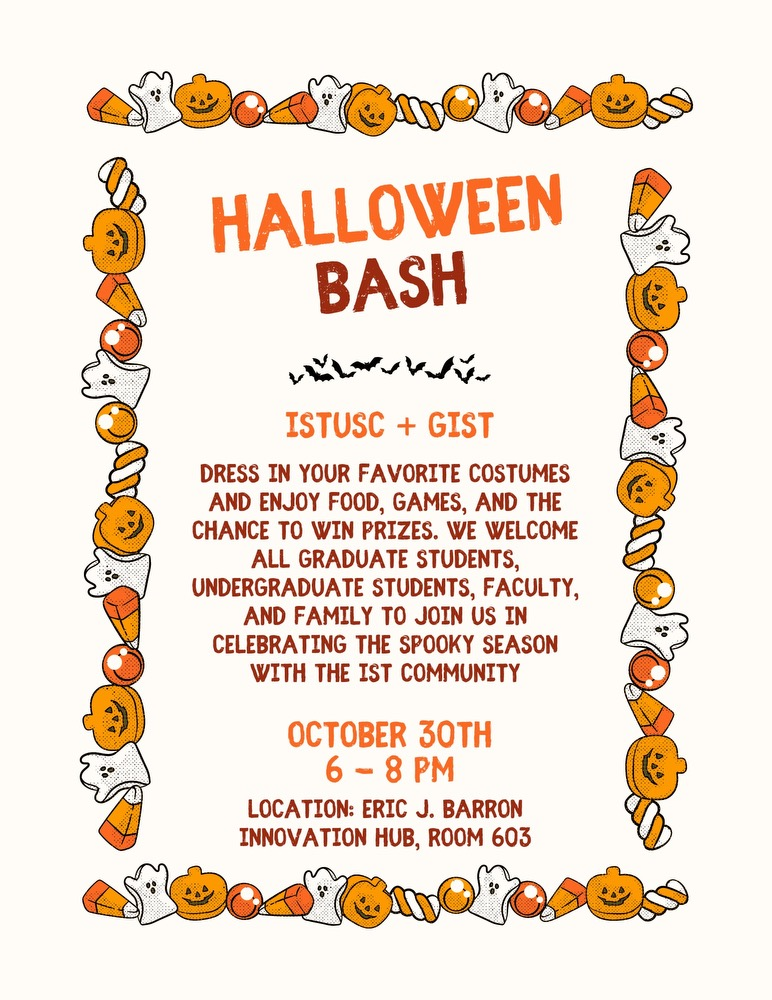 HALLOWEEN
BASH
ISTUSC + GIST
DRESS IN YOUR FAVORITE COSTUMES
AND ENJOY FOOD, GAMES, AND THE
CHANCE TO WIN PRIZES. WE WELCOME
ALL GRADUATE STUDENTS,
UNDERGRADUATE STUDENTS, FACULTY,
AND FAMILY TO JOIN US IN
CELEBRATING THE SPOOKY SEASON
WITH THE IST COMMUNITY
OCTOBER 30TH
6 – 8 PM
LOCATION: ERIC J. BARRON
INNOVATION HUB, ROOM 603